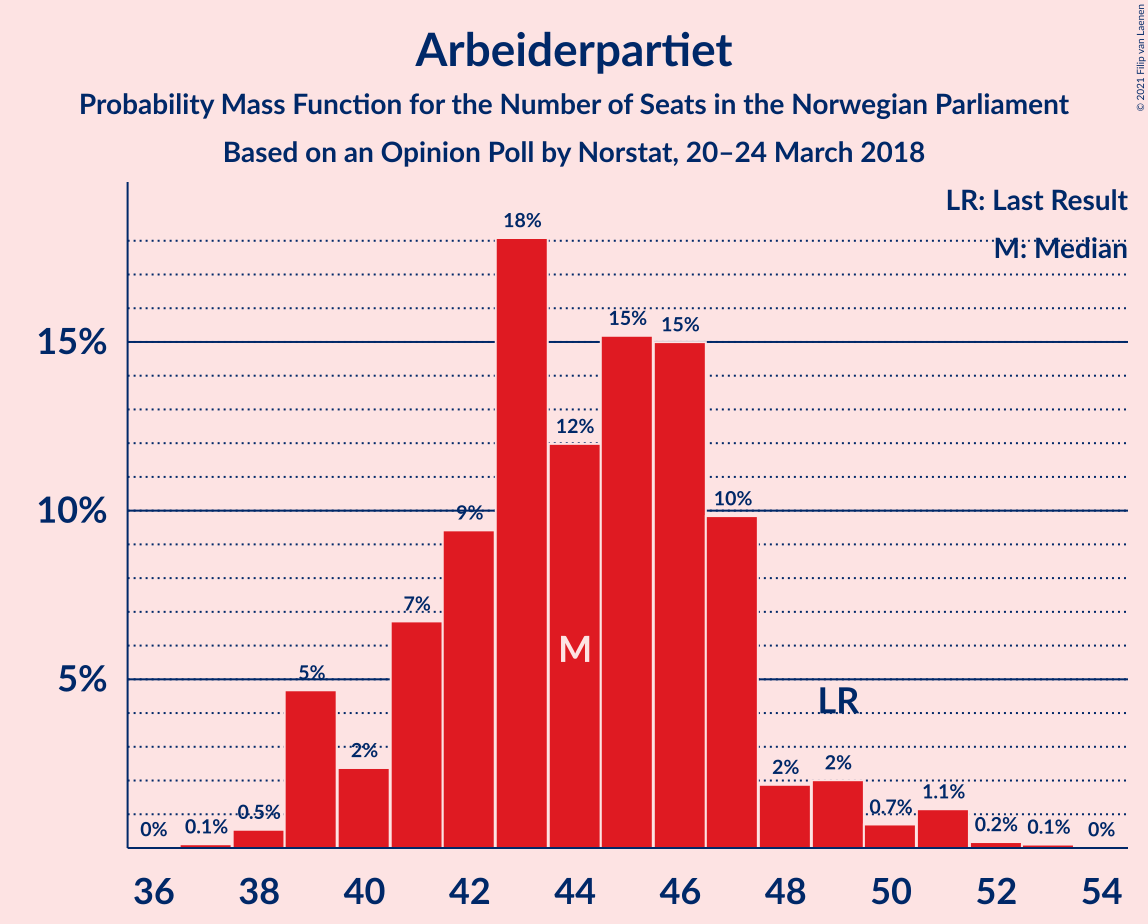 Arbeiderpartiet
Probability Mass Function for the Number of Seats in the Norwegian Parliament
Based on an Opinion Poll by Norstat, 20–24 March 2018
© 2021 Filip van Laenen
LR: Last Result
M: Median
15%
10%
5%
0%
0.1%
0.5%
5%
2%
7%
9%
18%
12%
15%
15%
10%
2%
2%
0.7%
1.1%
0.2%
0.1%
0%
M
LR
36 38 40 42 44 46 48 50 52 54